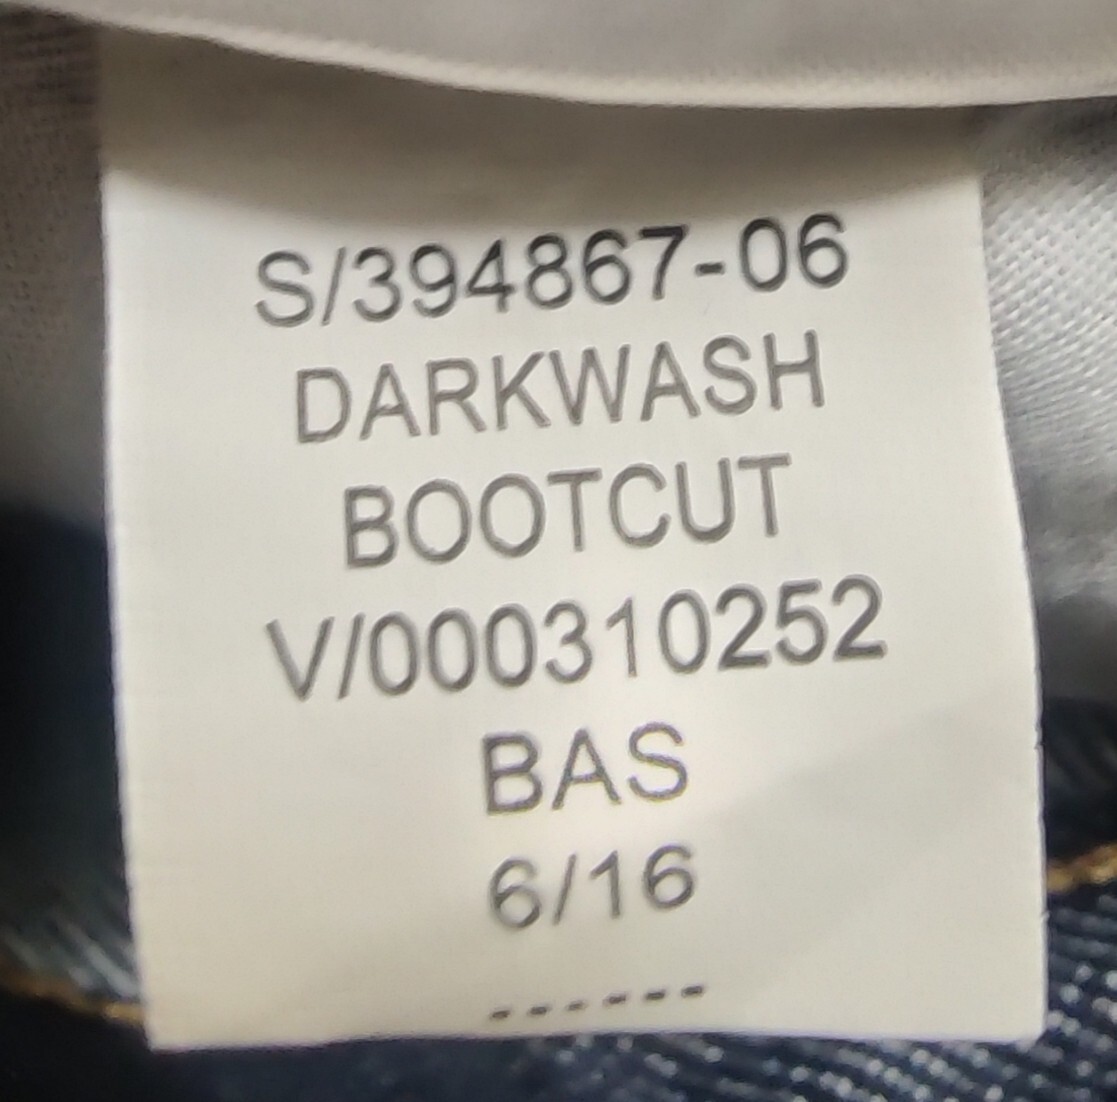 S/394867-06
DARKWASH
BOOTCUT
V/000310252
BAS
6/16
------